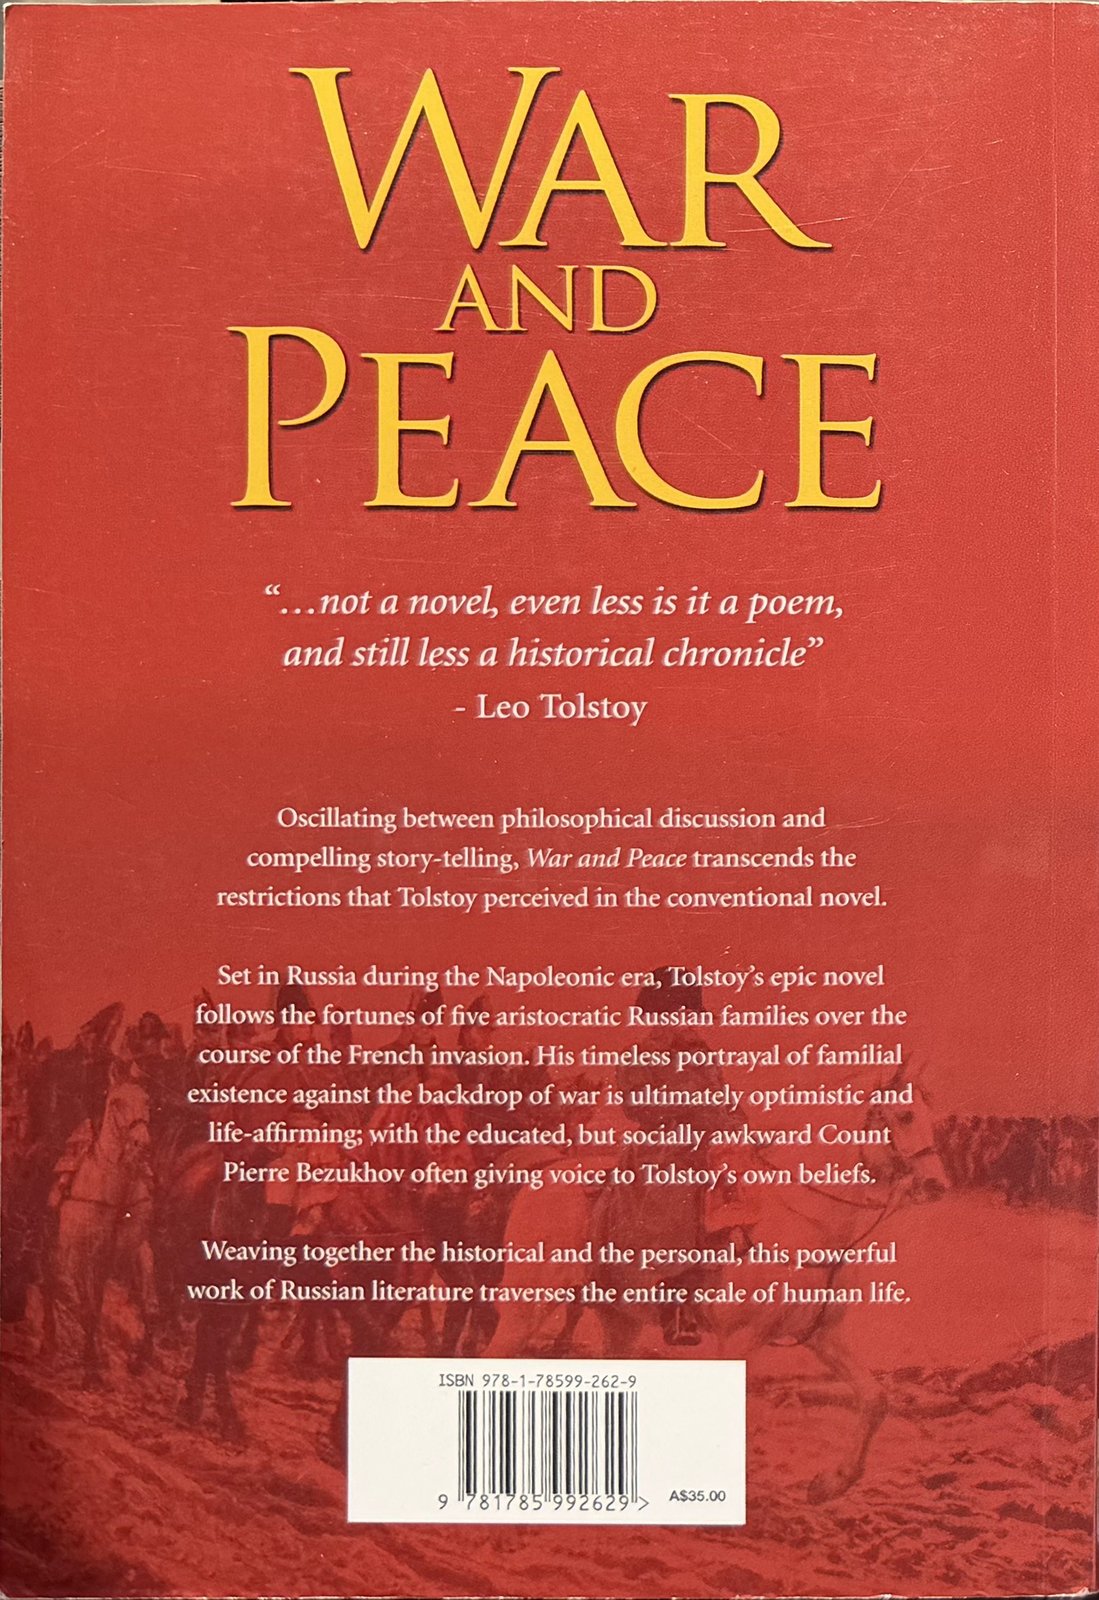 WAR
AND
PEACE
“...not a novel, even less is it a poem,
and still less a historical chronicle”
- Leo Tolstoy
Oscillating between philosophical discussion and
compelling story-telling, War and Peace transcends the
restrictions that Tolstoy perceived in the conventional novel.
Set in Russia during the Napoleonic era, Tolstoy’s epic novel
follows the fortunes of five aristocratic Russian families over the
course of the French invasion. His timeless portrayal of familial
existence against the backdrop of war is ultimately optimistic and
life-affirming; with the educated, but socially awkward Count
Pierre Bezukhov often giving voice to Tolstoy’s own beliefs.
Weaving together the historical and the personal, this powerful
work of Russian literature traverses the entire scale of human life.
ISBN 978-1-78599-262-9
9 781785 992629 >
A$35.00